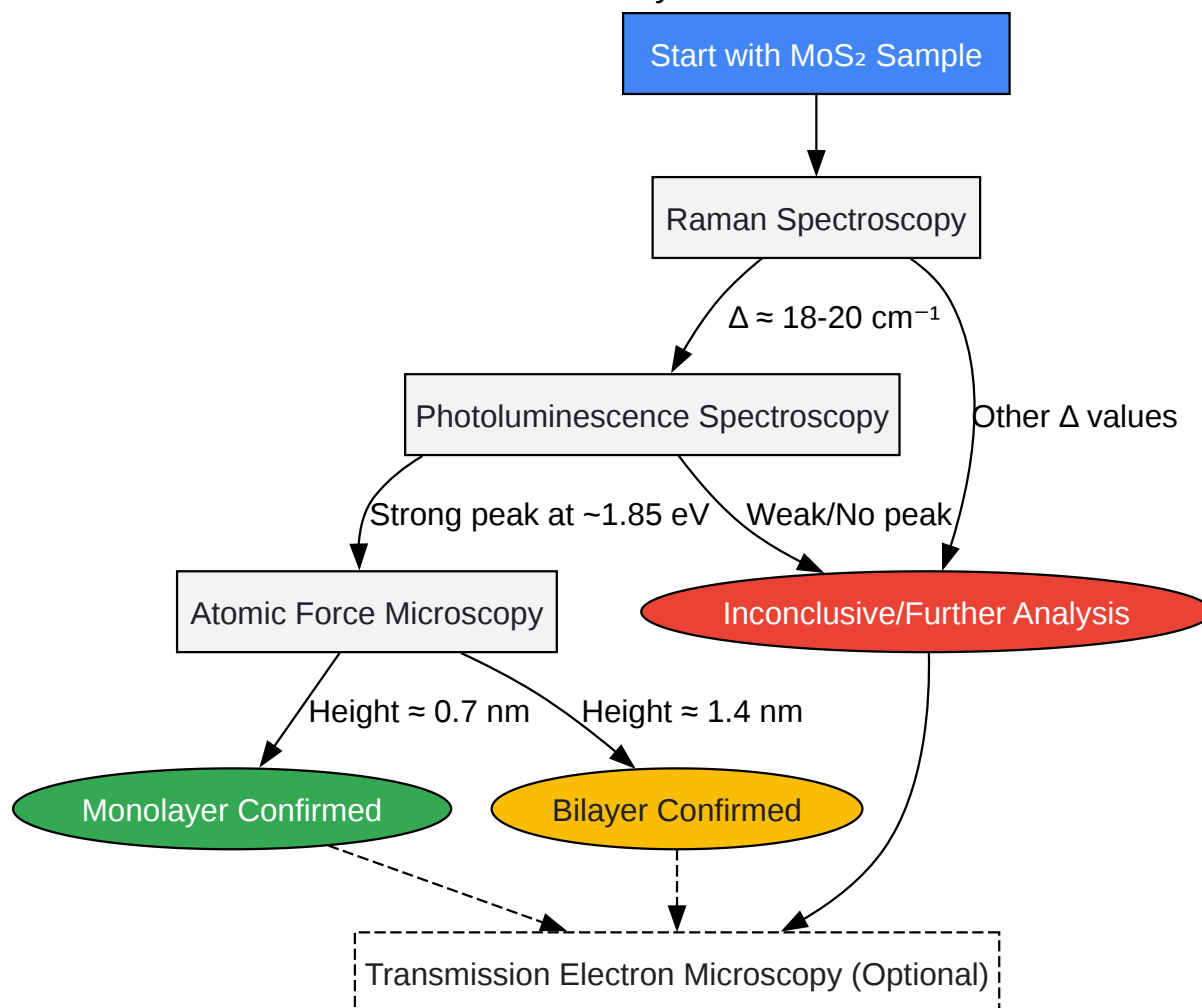 Start with MoS₂ Sample
Raman Spectroscopy
Δ ≈ 18-20 cm⁻¹
Photoluminescence Spectroscopy
Other Δ values
Strong peak at ~1.85 eV
Weak/No peak
Atomic Force Microscopy
Inconclusive/Further Analysis
Height ≈ 0.7 nm
Height ≈ 1.4 nm
Monolayer Confirmed
Bilayer Confirmed
Transmission Electron Microscopy (Optional)